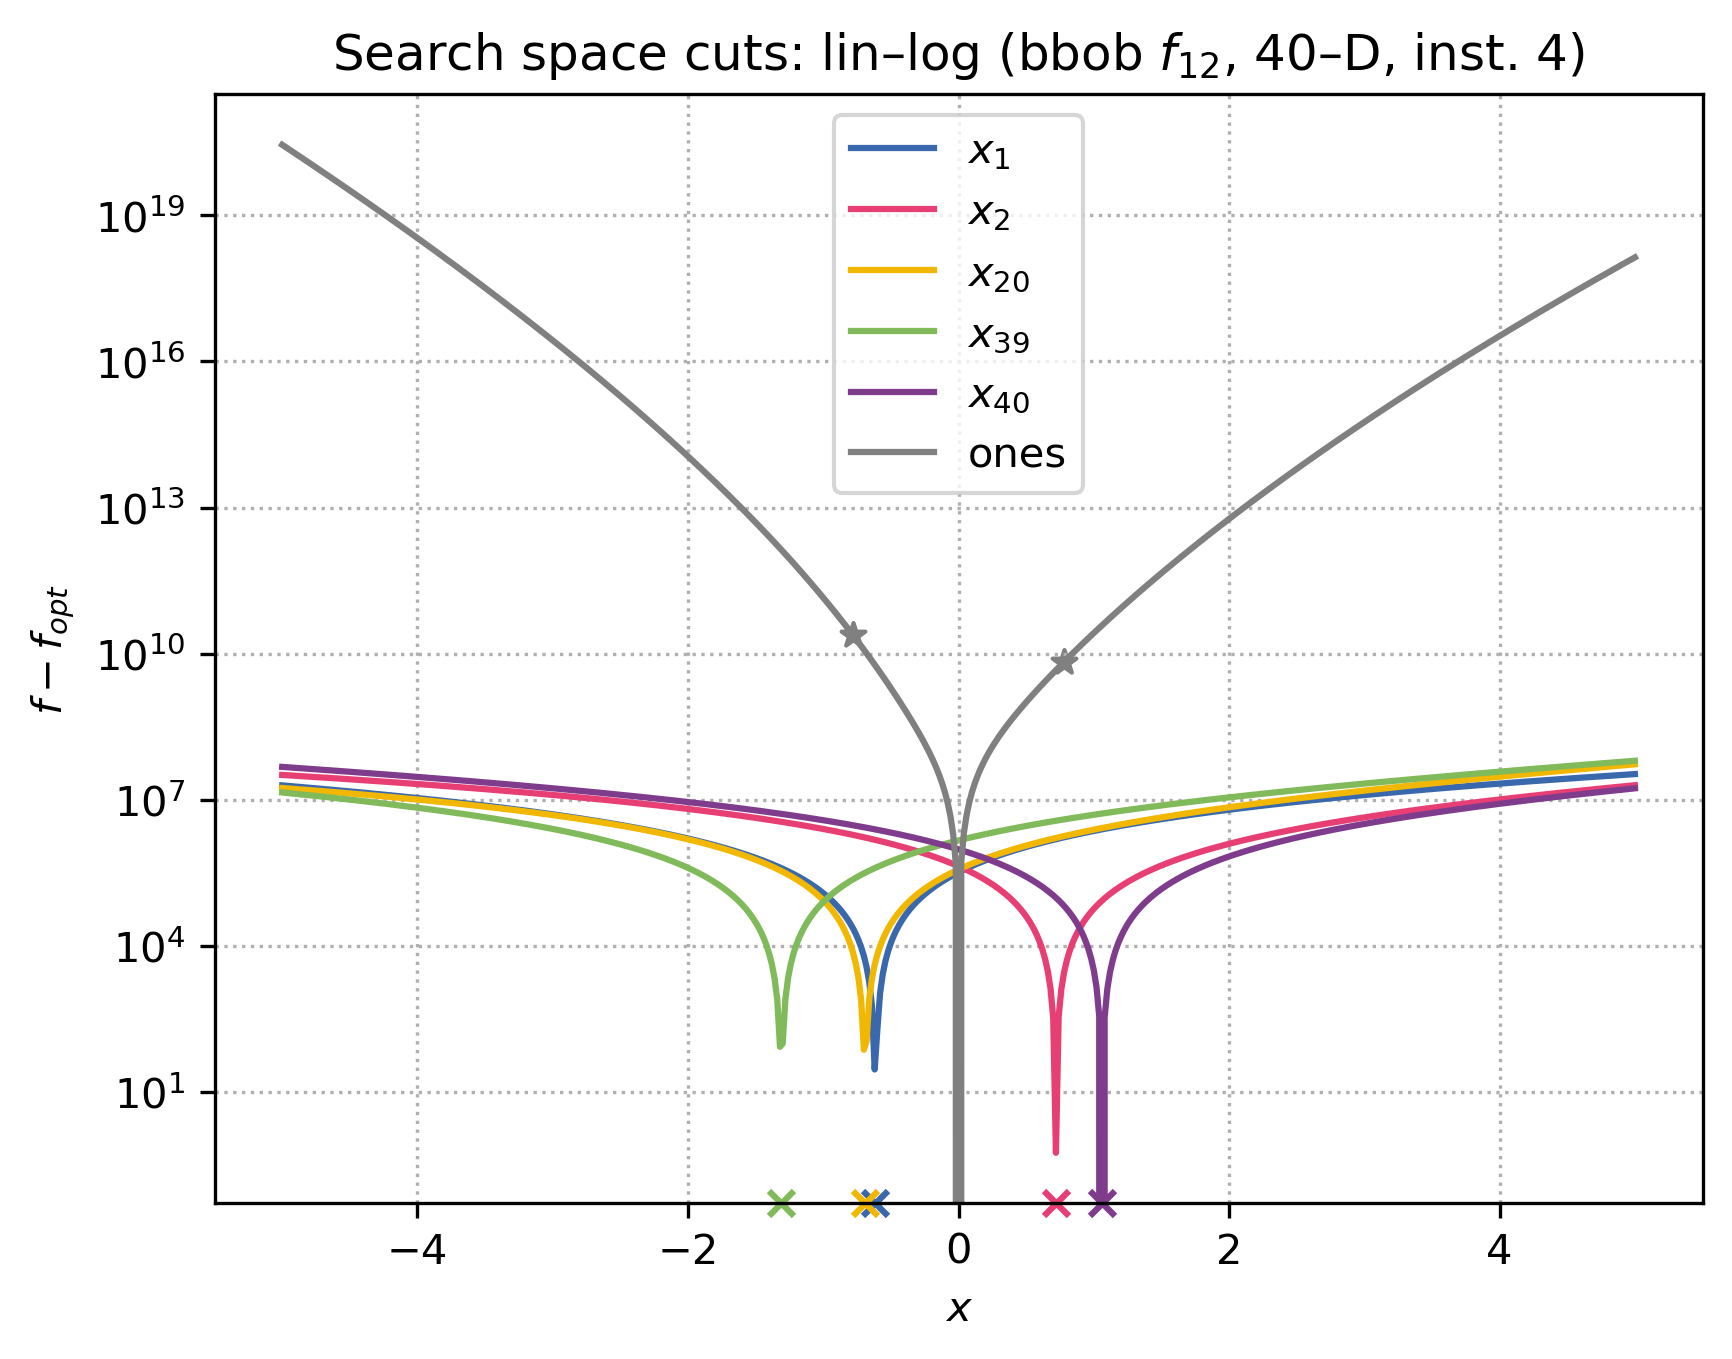 Search space cuts: lin–log (bbob $f_{12}$, 40–D, inst. 4)
$x_1$
$x_2$
$x_{20}$
$x_{39}$
$x_{40}$
ones
$f - f_{opt}$
$10^{19}$
$10^{16}$
$10^{13}$
$10^{10}$
$10^{7}$
$10^{4}$
$10^{1}$
−4 −2 0 2 4
$x$